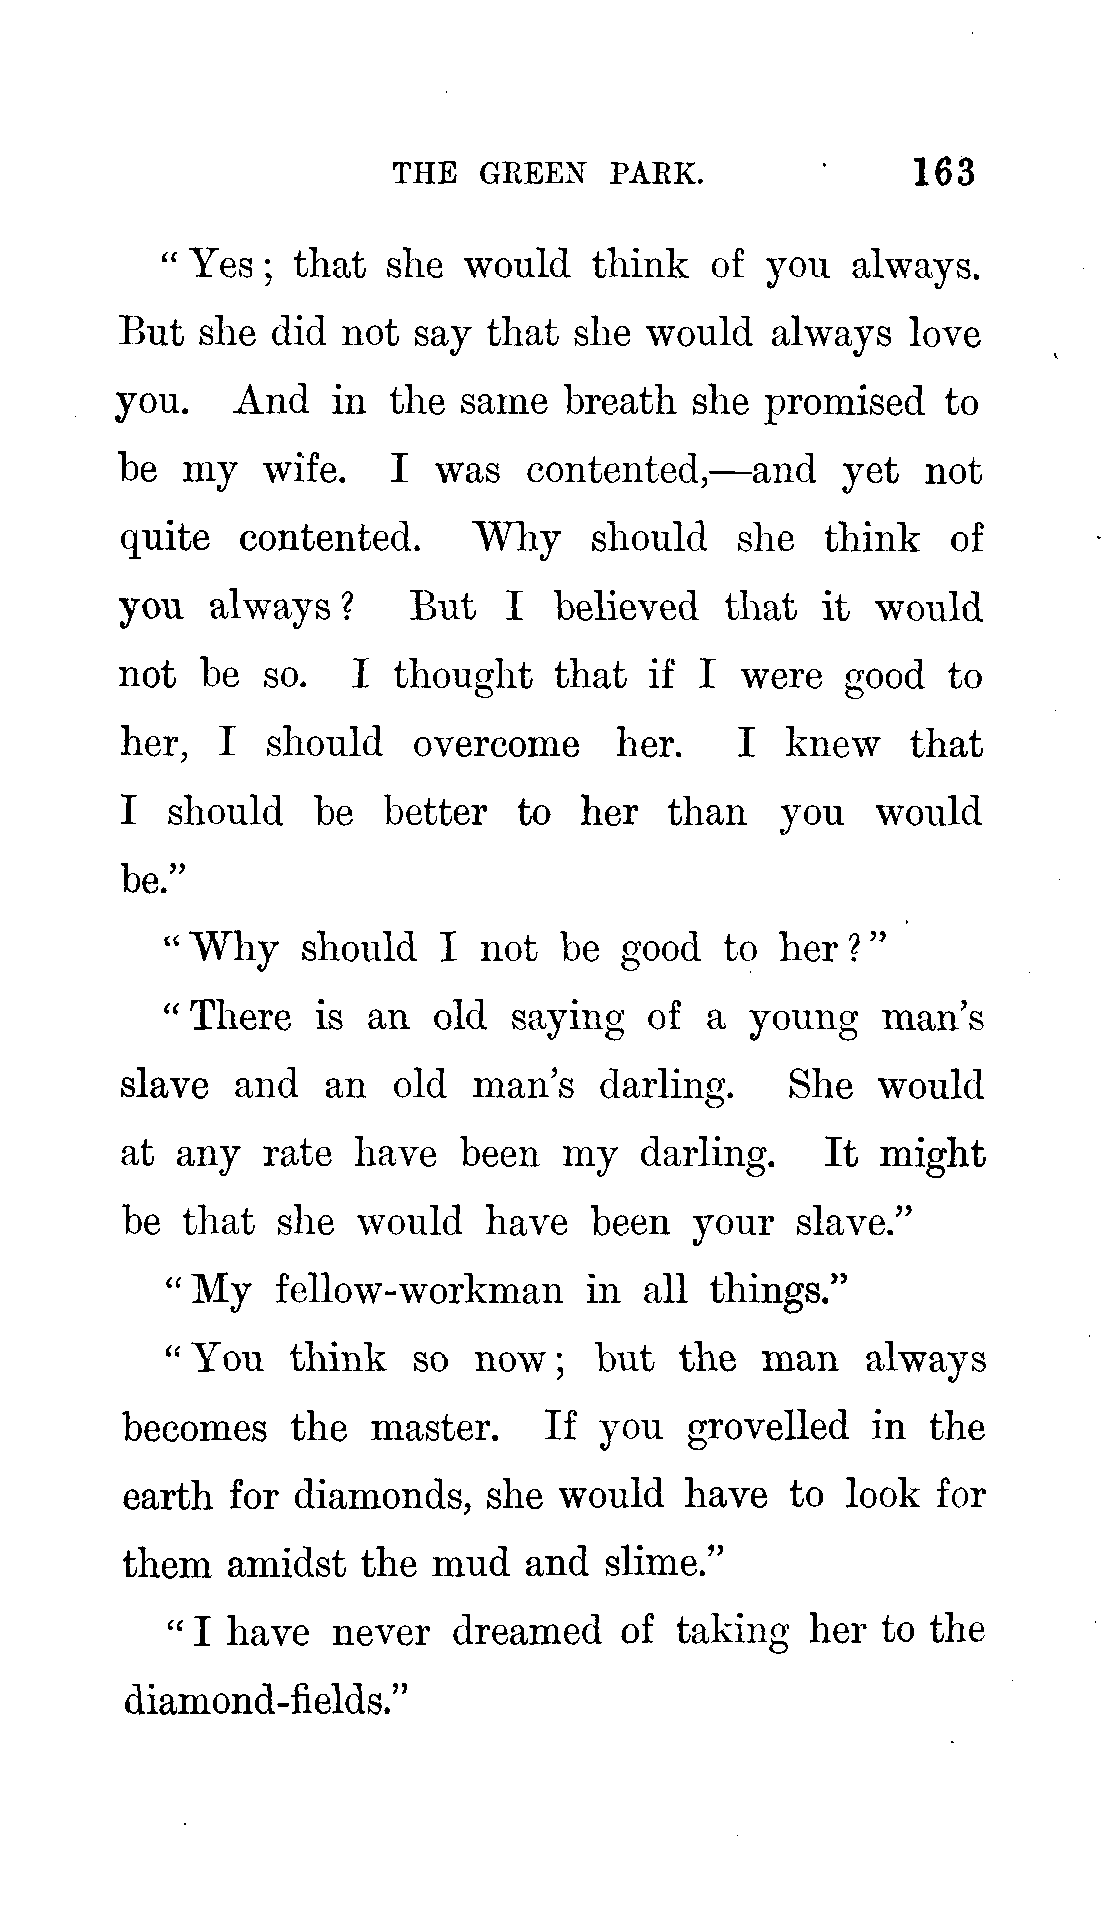 THE GREEN PARK. 163
“Yes; that she would think of you always.
But she did not say that she would always love
you. And in the same breath she promised to
be my wife. I was contented,—and yet not
quite contented. Why should she think of
you always? But I believed that it would
not be so. I thought that if I were good to
her, I should overcome her. I knew that
I should be better to her than you would
be.”
“Why should I not be good to her?”
“There is an old saying of a young man’s
slave and an old man’s darling. She would
at any rate have been my darling. It might
be that she would have been your slave.”
“My fellow-workman in all things.”
“You think so now; but the man always
becomes the master. If you grovelled in the
earth for diamonds, she would have to look for
them amidst the mud and slime.”
“I have never dreamed of taking her to the
diamond-fields.”